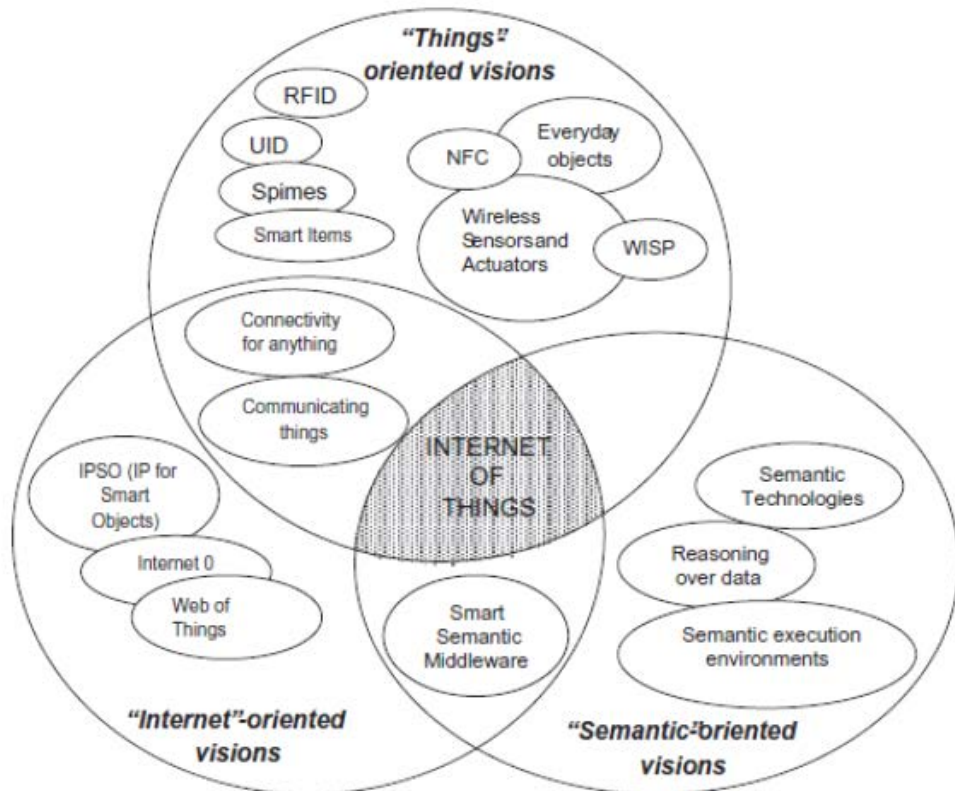 “Things”-
oriented visions
RFID
UID
Spimes
Smart Items
NFC
Everyday
objects
Wireless
Sensors and
Actuators
WISP
Connectivity
for anything
Communicating
things
INTERNET
OF
THINGS
IPSO (IP for
Smart
Objects)
Internet 0
Web of
Things
Semantic
Technologies
Reasoning
over data
Semantic execution
environments
Smart
Semantic
Middleware
“Internet”-oriented
visions
“Semantic”-oriented
visions